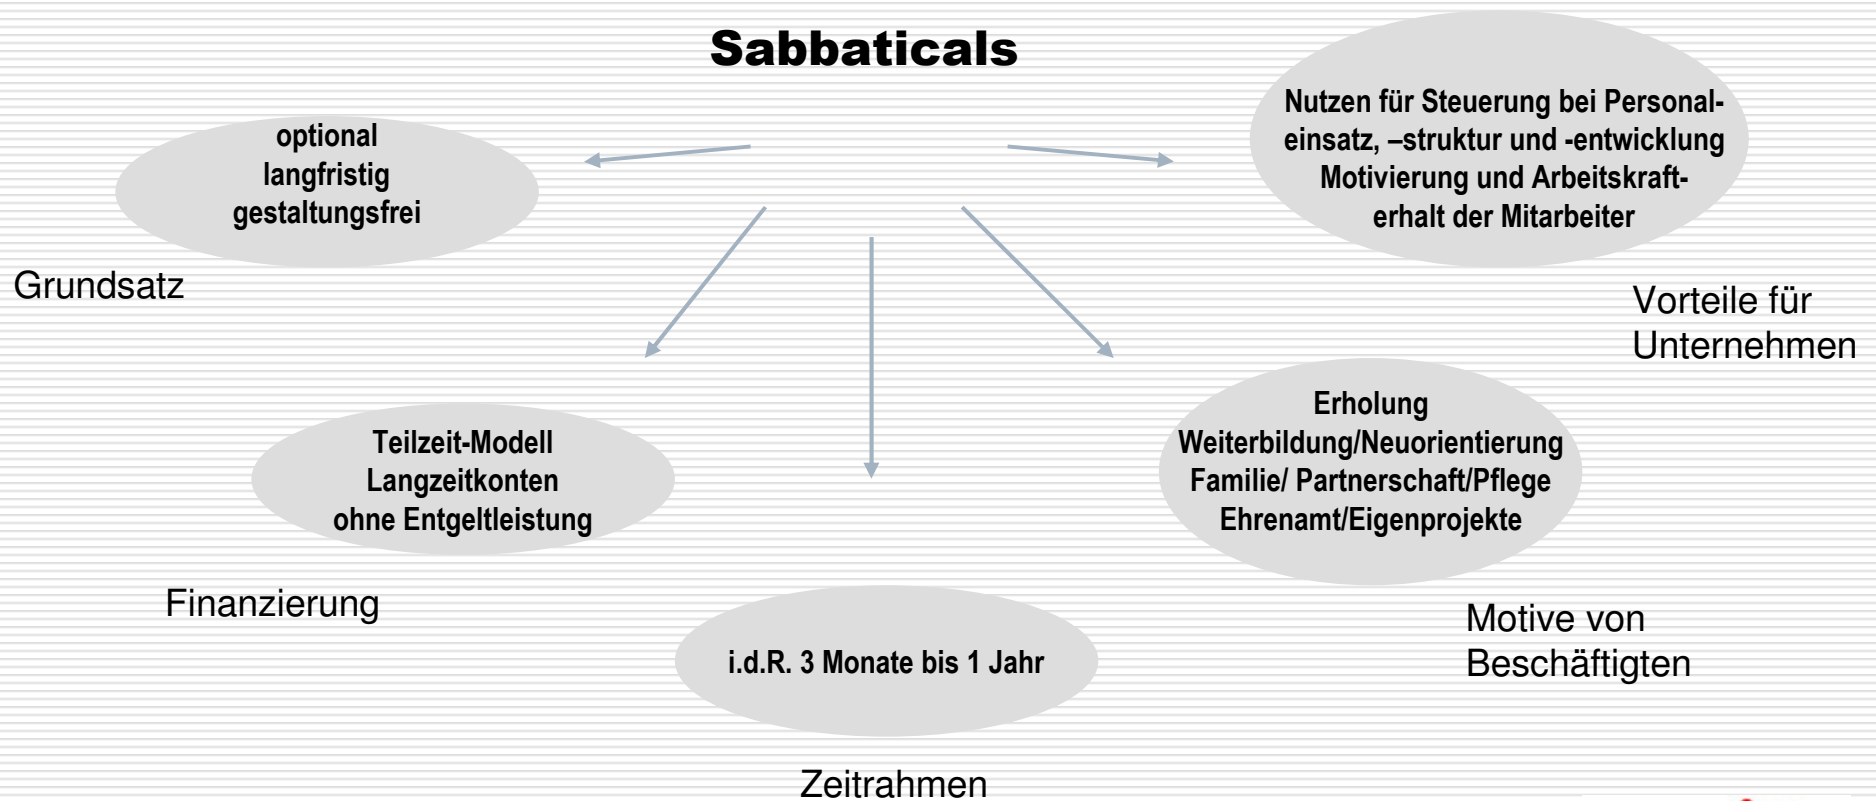 Sabbaticals
optional
langfristig
gestaltungsfrei
Grundsatz
Nutzen für Steuerung bei Personal-
einsatz, –struktur und -entwicklung
Motivierung und Arbeitskraft-
erhalt der Mitarbeiter
Vorteile für
Unternehmen
Teilzeit-Modell
Langzeitkonten
ohne Entgeltleistung
Finanzierung
Erholung
Weiterbildung/Neuorientierung
Familie/ Partnerschaft/Pflege
Ehrenamt/Eigenprojekte
Motive von
Beschäftigten
i.d.R. 3 Monate bis 1 Jahr
Zeitrahmen